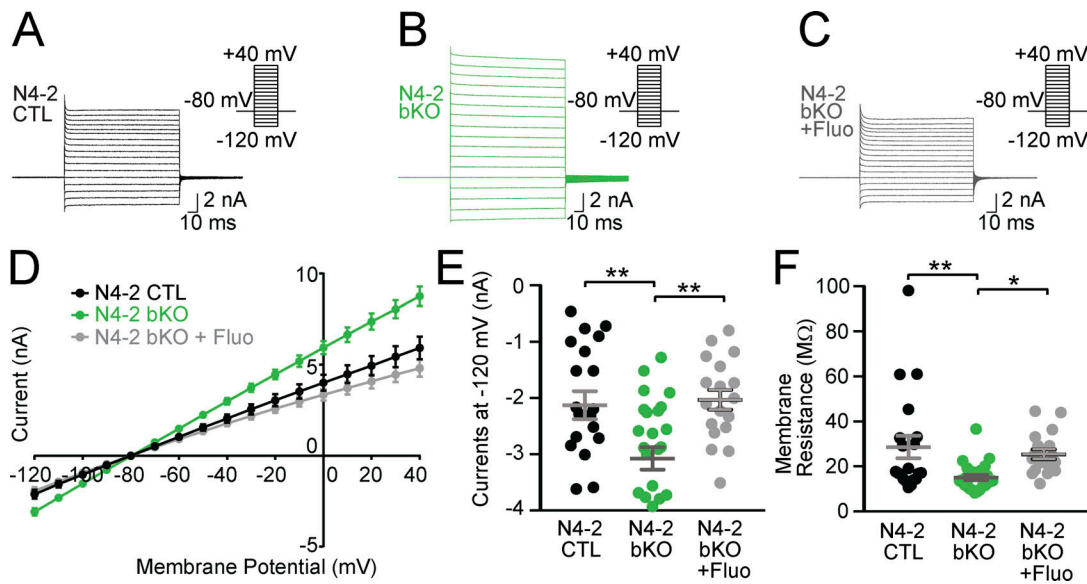 A
N4-2
CTL
+40 mV
-80 mV
-120 mV
2 nA
10 ms
B
N4-2
bKO
+40 mV
-80 mV
-120 mV
2 nA
10 ms
C
N4-2
bKO
+Fluo
+40 mV
-80 mV
-120 mV
2 nA
10 ms
D
N4-2 CTL
N4-2 bKO
N4-2 bKO + Fluo
10
5
0
-5
Current (nA)
-120 -100 -80 -60 -40 -20 0 20 40
Membrane Potential (mV)
E
** **
0
-1
-2
-3
-4
Currents at -120 mV (nA)
N4-2
CTL
N4-2
bKO
N4-2
bKO
+Fluo
F
** *
100
80
60
40
20
0
Membrane
Resistance (MΩ)
N4-2
CTL
N4-2
bKO
N4-2
bKO
+Fluo